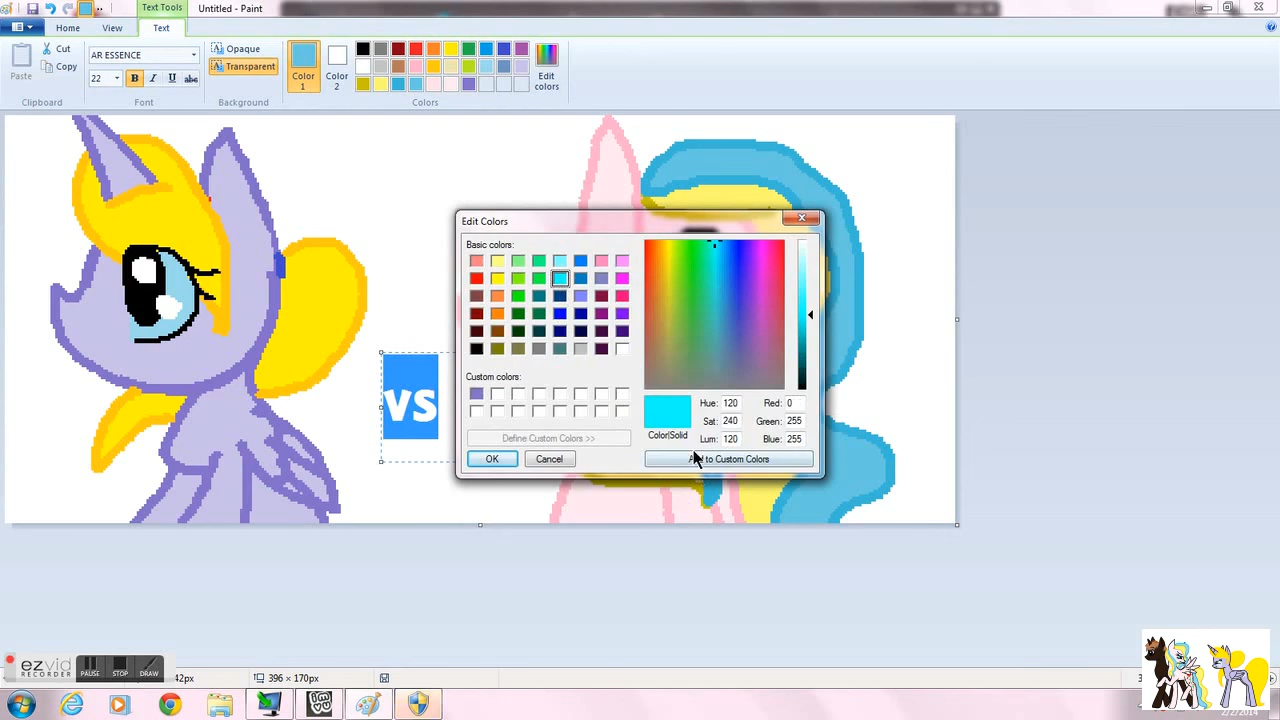 Untitled - Paint
Text Tools
Home
View
Text
Cut
Copy
Paste
Clipboard
AR ESSENCE
22
B I U abc
Font
Opaque
Transparent
Background
Color 1
Color 2
Edit colors
Colors
VS
Edit Colors
Basic colors:
Custom colors:
Define Custom Colors >>
OK
Cancel
Color|Solid
Hue: 120
Sat: 240
Lum: 120
Red: 0
Green: 255
Blue: 255
to Custom Colors
ezvid
RECORDER
PAUSE
STOP
DRAW
42px
396 × 170px
2/2/2014